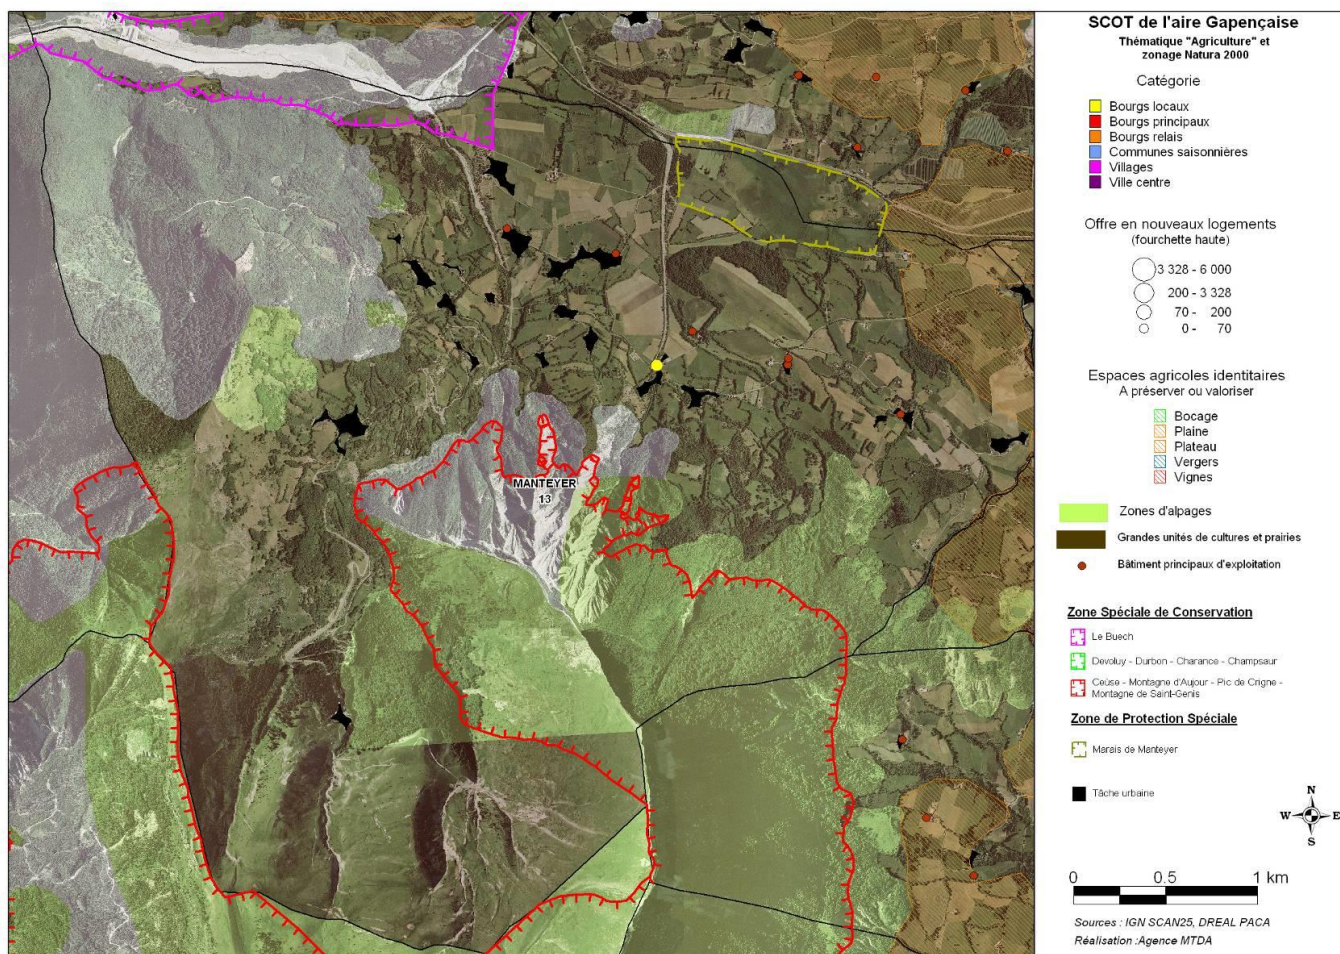 SCOT de l'aire Gapençaise
Thématique "Agriculture" et
zonage Natura 2000
Catégorie
Bourgs locaux
Bourgs principaux
Bourgs relais
Communes saisonnières
Villages
Ville centre
Offre en nouveaux logements
(fourchette haute)
3 328 - 6 000
200 - 3 328
70 - 200
0 - 70
Espaces agricoles identitaires
A préserver ou valoriser
Bocage
Plaine
Plateau
Vergers
Vignes
Zones d'alpages
Grandes unités de cultures et prairies
Bâtiment principaux d'exploitation
Zone Spéciale de Conservation
Le Buech
Devoluy - Durbon - Charance - Champsaur
Ceüse - Montagne d'Aujour - Pic de Crigne -
Montagne de Saint-Genis
Zone de Protection Spéciale
Marais de Manteyer
Tâche urbaine
N
W E
S
0 0.5 1 km
Sources : IGN SCAN25, DREAL PACA
Réalisation :Agence MTDA
MANTEYER
13